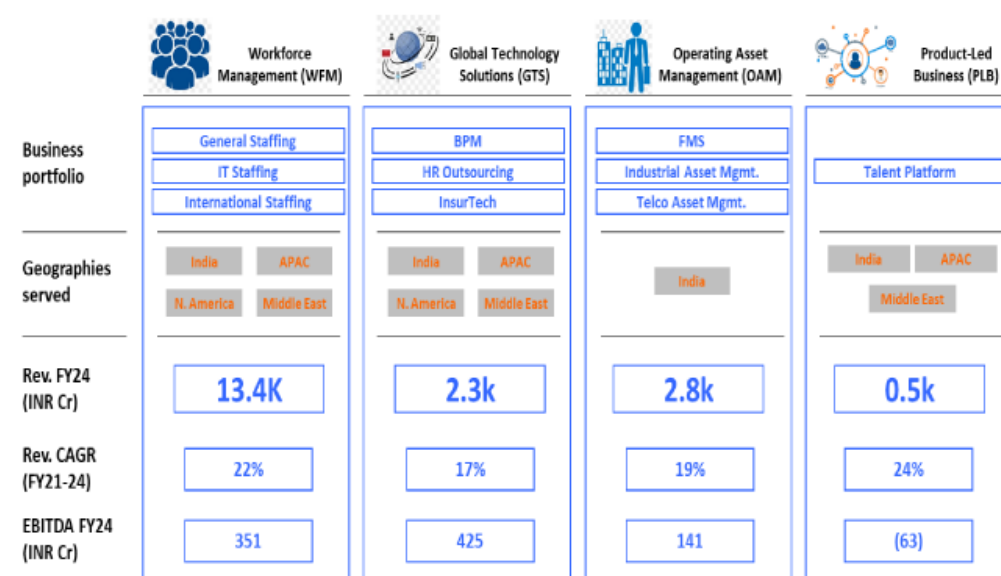 Workforce
Management (WFM)
Global Technology
Solutions (GTS)
Operating Asset
Management (OAM)
Product-Led
Business (PLB)
Business
portfolio
General Staffing
IT Staffing
International Staffing
BPM
HR Outsourcing
InsurTech
FMS
Industrial Asset Mgmt.
Telco Asset Mgmt.
Talent Platform
Geographies
served
India APAC
N. America Middle East
India APAC
N. America Middle East
India
India APAC
Middle East
Rev. FY24
(INR Cr)
13.4K
2.3k
2.8k
0.5k
Rev. CAGR
(FY21-24)
22%
17%
19%
24%
EBITDA FY24
(INR Cr)
351
425
141
(63)